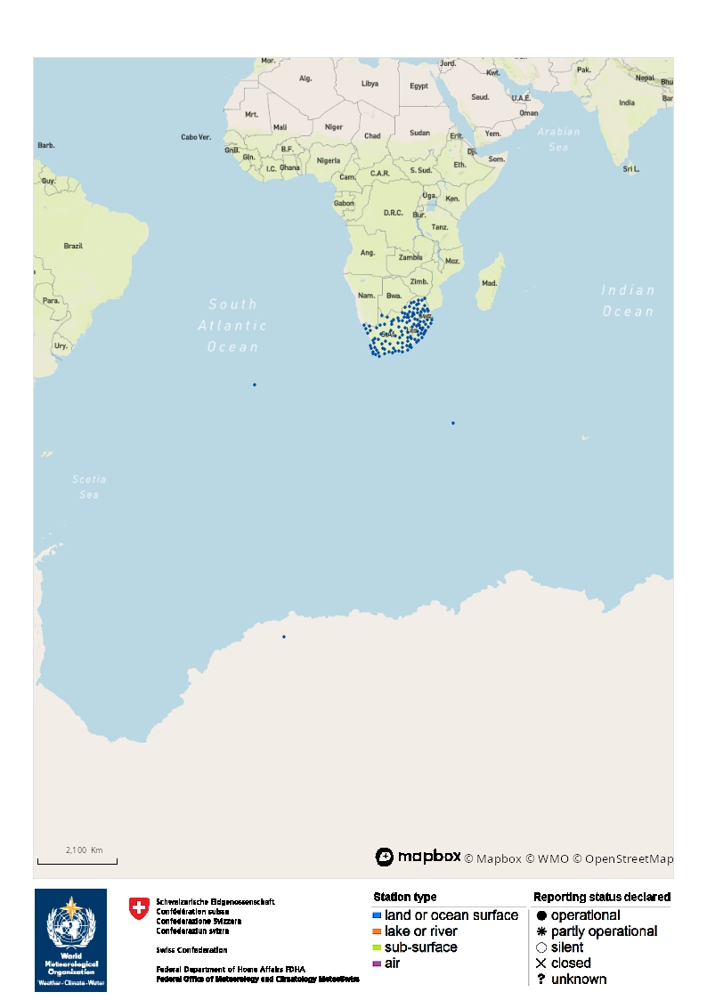 Mor.
Jord.
Alg.
Libya
Egypt
Kwt.
Pak.
Nepal
Bhu
Saud.
U.A.E.
India
Bar
Mrt.
Mali
Niger
Chad
Sudan
Oman
Cabo Ver.
Erit.
Yem.
Arabian
Sea
Barb.
GnB.
Gin.
B.F.
I.C.
Ghana
Nigeria
Cam.
C.A.R.
S. Sud.
Dji.
Eth.
Som.
Sri L.
Guy.
Gabon
D.R.C.
Uga.
Ken.
Bur.
Tanz.
Brazil
Ang.
Zambia
Moz.
Zimb.
Mad.
Para.
Nam.
Bwa.
South
Atlantic
Ocean
Indian
Ocean
S.Af.
Ury.
Scotia
Sea
2,100 Km
mapbox © Mapbox © WMO © OpenStreetMap
World
Meteorological
Organization
Weather · Climate · Water
Schweizerische Eidgenossenschaft
Confédération suisse
Confederazione Svizzera
Confederaziun svizra
Swiss Confederation
Federal Department of Home Affairs FDHA
Federal Office of Meteorology and Climatology MeteoSwiss
Station type
land or ocean surface
lake or river
sub-surface
air
Reporting status declared
operational
partly operational
silent
closed
? unknown